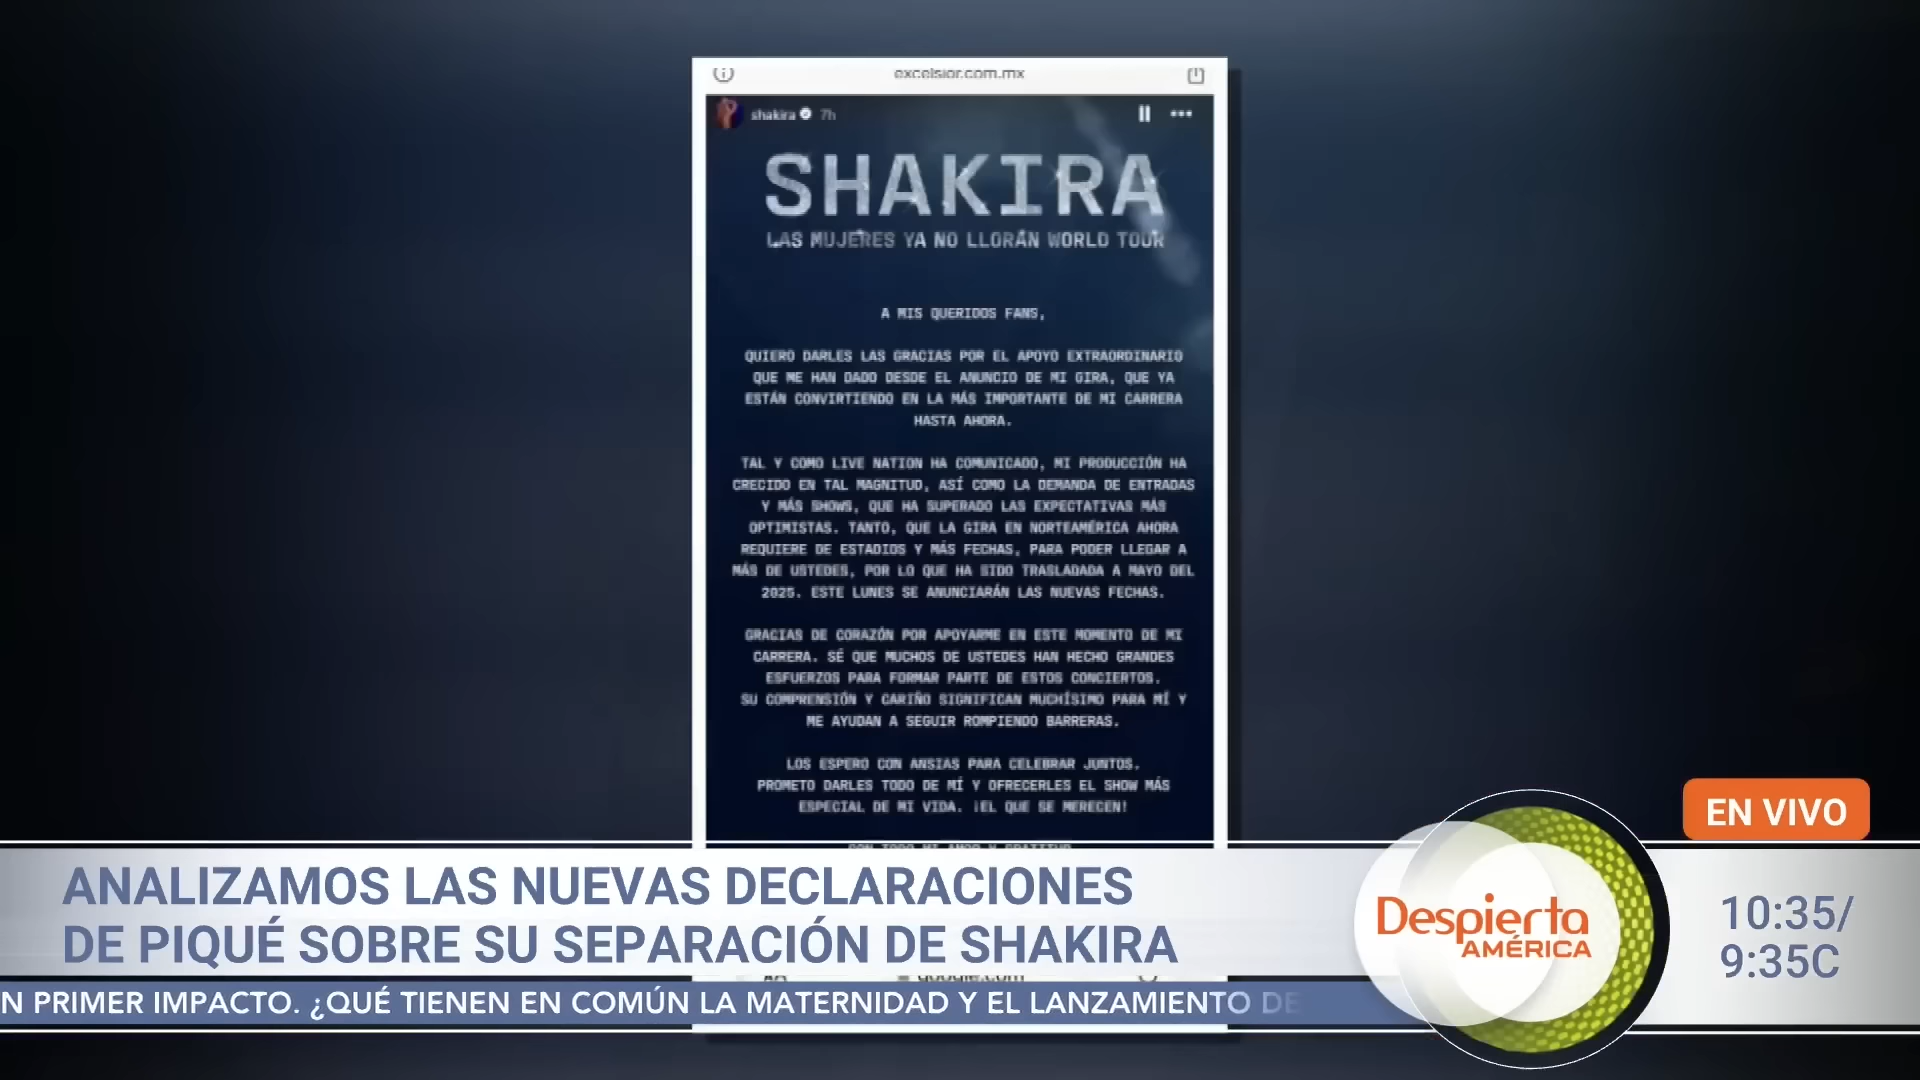 excelsior.com.mx
shakira 7h
SHAKIRA
LAS MUJERES YA NO LLORAN WORLD TOUR
A MIS QUERIDOS FANS,
QUIERO DARLES LAS GRACIAS POR EL APOYO EXTRAORDINARIO
QUE ME HAN DADO DESDE EL ANUNCIO DE MI GIRA, QUE YA
ESTÁN CONVIRTIENDO EN LA MÁS IMPORTANTE DE MI CARRERA
HASTA AHORA.
TAL Y COMO LIVE NATION HA COMUNICADO, MI PRODUCCIÓN HA
CRECIDO EN TAL MAGNITUD, ASÍ COMO LA DEMANDA DE ENTRADAS
Y MÁS SHOWS, QUE HA SUPERADO LAS EXPECTATIVAS MÁS
OPTIMISTAS. TANTO, QUE LA GIRA EN NORTEAMÉRICA AHORA
REQUIERE DE ESTADIOS Y MÁS FECHAS, PARA PODER LLEGAR A
MÁS DE USTEDES, POR LO QUE HA SIDO TRASLADADA A MAYO DEL
2025. ESTE LUNES SE ANUNCIARÁN LAS NUEVAS FECHAS.
GRACIAS DE CORAZÓN POR APOYARME EN ESTE MOMENTO DE MI
CARRERA. SÉ QUE MUCHOS DE USTEDES HAN HECHO GRANDES
ESFUERZOS PARA FORMAR PARTE DE ESTOS CONCIERTOS.
SU COMPRENSIÓN Y CARIÑO SIGNIFICAN MUCHÍSIMO PARA MÍ Y
ME AYUDAN A SEGUIR ROMPIENDO BARRERAS.
LOS ESPERO CON ANSIAS PARA CELEBRAR JUNTOS.
PROMETO DARLES TODO DE MÍ Y OFRECERLES EL SHOW MÁS
ESPECIAL DE MI VIDA. ¡EL QUE SE MERECEN!
CON TODO MI AMOR Y GRATITUD
EN VIVO
ANALIZAMOS LAS NUEVAS DECLARACIONES
DE PIQUÉ SOBRE SU SEPARACIÓN DE SHAKIRA
Despierta
AMÉRICA
10:35/
9:35C
google.com
N PRIMER IMPACTO. ¿QUÉ TIENEN EN COMÚN LA MATERNIDAD Y EL LANZAMIENTO DE